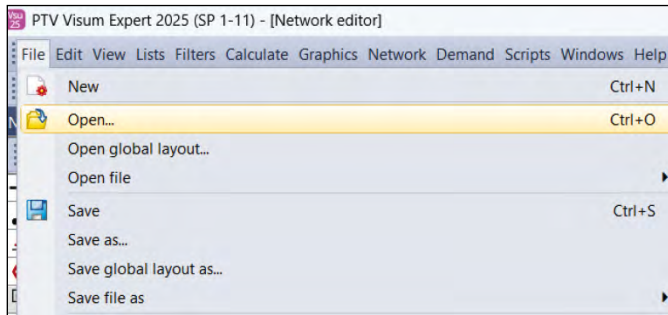 Vsu
25
PTV Visum Expert 2025 (SP 1-11) - [Network editor]
File Edit View Lists Filters Calculate Graphics Network Demand Scripts Windows Help
New Ctrl+N
Open... Ctrl+O
Open global layout...
Open file
Save Ctrl+S
Save as...
Save global layout as...
Save file as